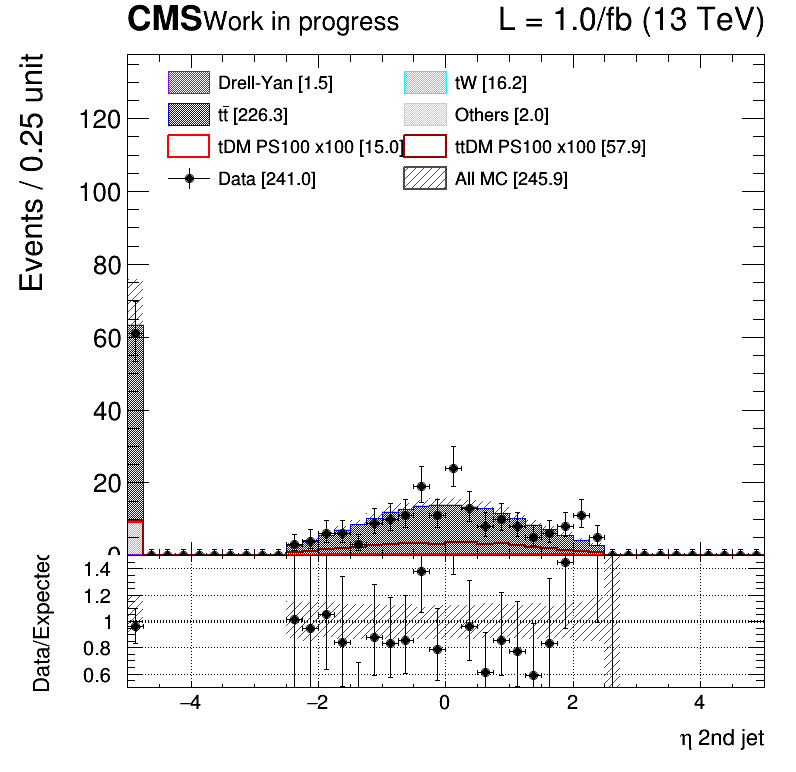 CMS Work in progress L = 1.0/fb (13 TeV)
Events / 0.25 unit
Drell-Yan [1.5] tW [16.2]
tt̄ [226.3] Others [2.0]
tDM PS100 x100 [15.0] ttDM PS100 x100 [57.9]
Data [241.0] All MC [245.9]
120
100
80
60
40
20
0
Data/Expected
1.4
1.2
1
0.8
0.6
−4 −2 0 2 4
η 2nd jet